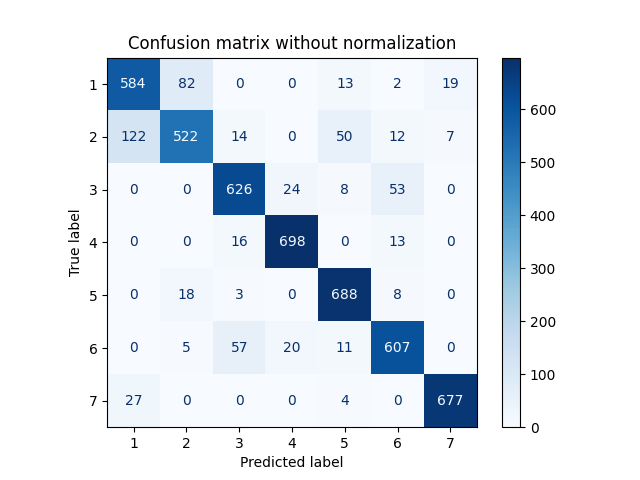 Confusion matrix without normalization
1 584 82 0 0 13 2 19
2 122 522 14 0 50 12 7
3 0 0 626 24 8 53 0
4 0 0 16 698 0 13 0
5 0 18 3 0 688 8 0
6 0 5 57 20 11 607 0
7 27 0 0 0 4 0 677
1 2 3 4 5 6 7
Predicted label
True label
600
500
400
300
200
100
0